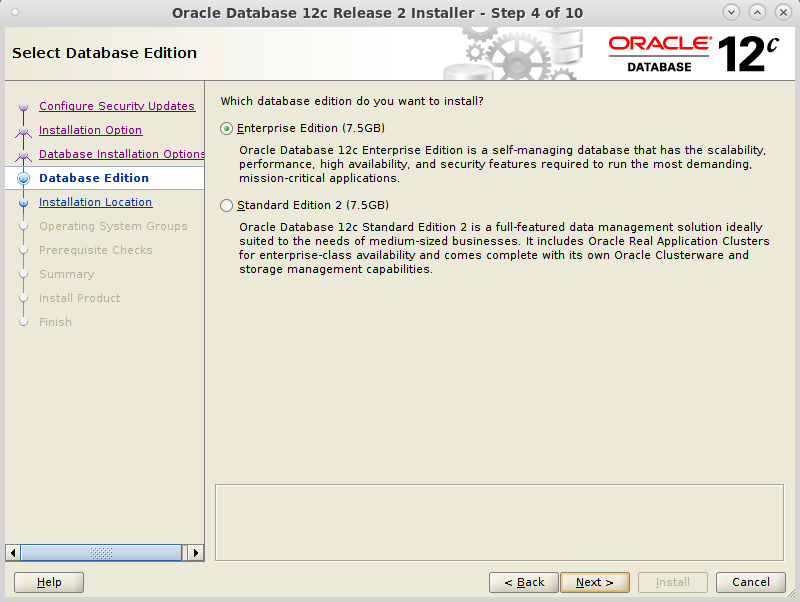 Oracle Database 12c Release 2 Installer - Step 4 of 10
Select Database Edition
ORACLE®
DATABASE
12c
Configure Security Updates
Installation Option
Database Installation Options
Database Edition
Installation Location
Operating System Groups
Prerequisite Checks
Summary
Install Product
Finish
Which database edition do you want to install?
Enterprise Edition (7.5GB)
Oracle Database 12c Enterprise Edition is a self-managing database that has the scalability,
performance, high availability, and security features required to run the most demanding,
mission-critical applications.
Standard Edition 2 (7.5GB)
Oracle Database 12c Standard Edition 2 is a full-featured data management solution ideally
suited to the needs of medium-sized businesses. It includes Oracle Real Application Clusters
for enterprise-class availability and comes complete with its own Oracle Clusterware and
storage management capabilities.
Help
< Back
Next >
Install
Cancel